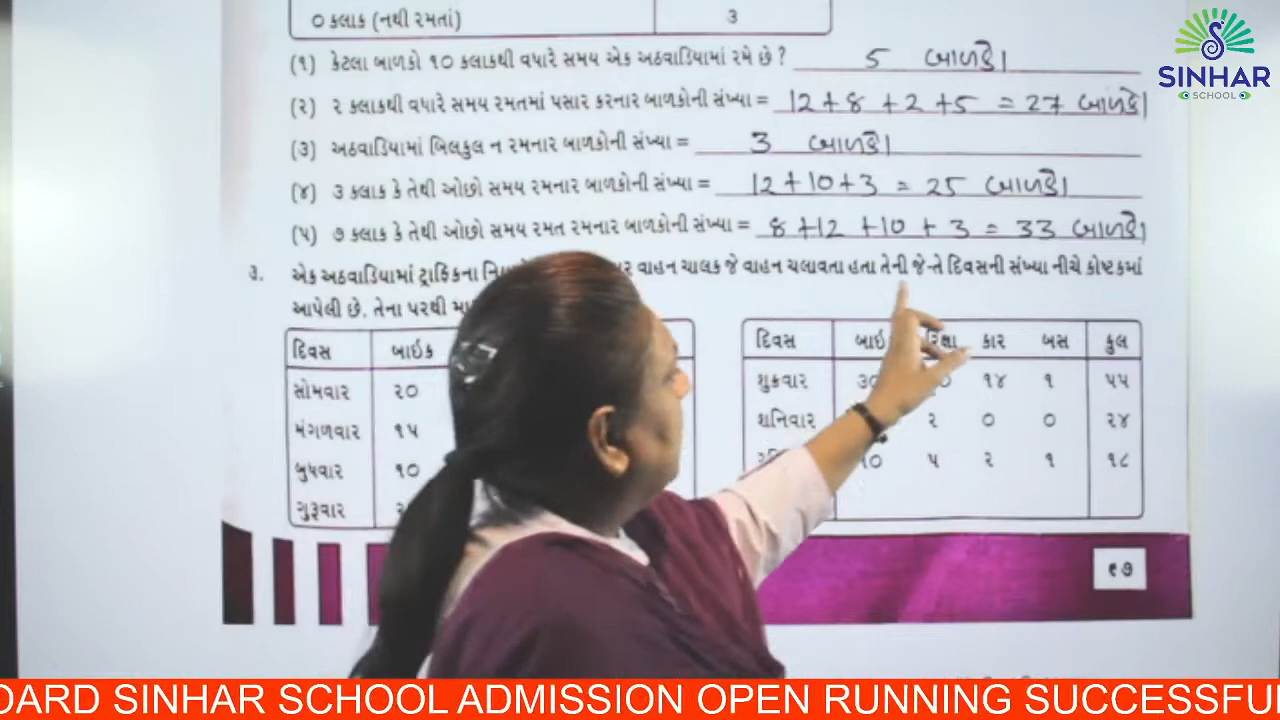 ૦ કલાક (નથી રમતાં) ૩
(૧) કેટલા બાળકો ૧૦ કલાકથી વધારે સમય એક અઠવાડિયામાં રમે છે ? 5 બાળકો
(૨) ૨ કલાકથી વધારે સમય રમતમાં પસાર કરનાર બાળકોની સંખ્યા = 12+8+2+5 = 27 બાળકો
(૩) અઠવાડિયામાં બિલ્કુલ ન રમનાર બાળકોની સંખ્યા = 3 બાળકો
(૪) ૩ કલાક કે તેથી ઓછો સમય રમનાર બાળકોની સંખ્યા = 12+10+3 = 25 બાળકો
(૫) ૭ કલાક કે તેથી ઓછો સમય રમત રમનાર બાળકોની સંખ્યા = 8+12+10+3 = 33 બાળકો
૩. એક અઠવાડિયામાં ટ્રાફિકના વાહન ચાલક જે વાહન ચલાવતા હતા તેની જે-તે દિવસની સંખ્યા નીચે કોષ્ટકમાં
આપેલી છે. તેના પરથી
દિવસ બાઇક
સોમવાર ૨૦
મંગળવાર ૧૫
બુધવાર ૧૦
ગુરૂવાર
દિવસ રિક્ષા કાર બસ કુલ
શુક્રવાર ૧૪ ૧ ૫૫
શનિવાર ૨ ૦ ૦ ૨૪
૫ ૨ ૧ ૧૮
૯૭
SINHAR
SCHOOL
OARD SINHAR SCHOOL ADMISSION OPEN RUNNING SUCCESSFU